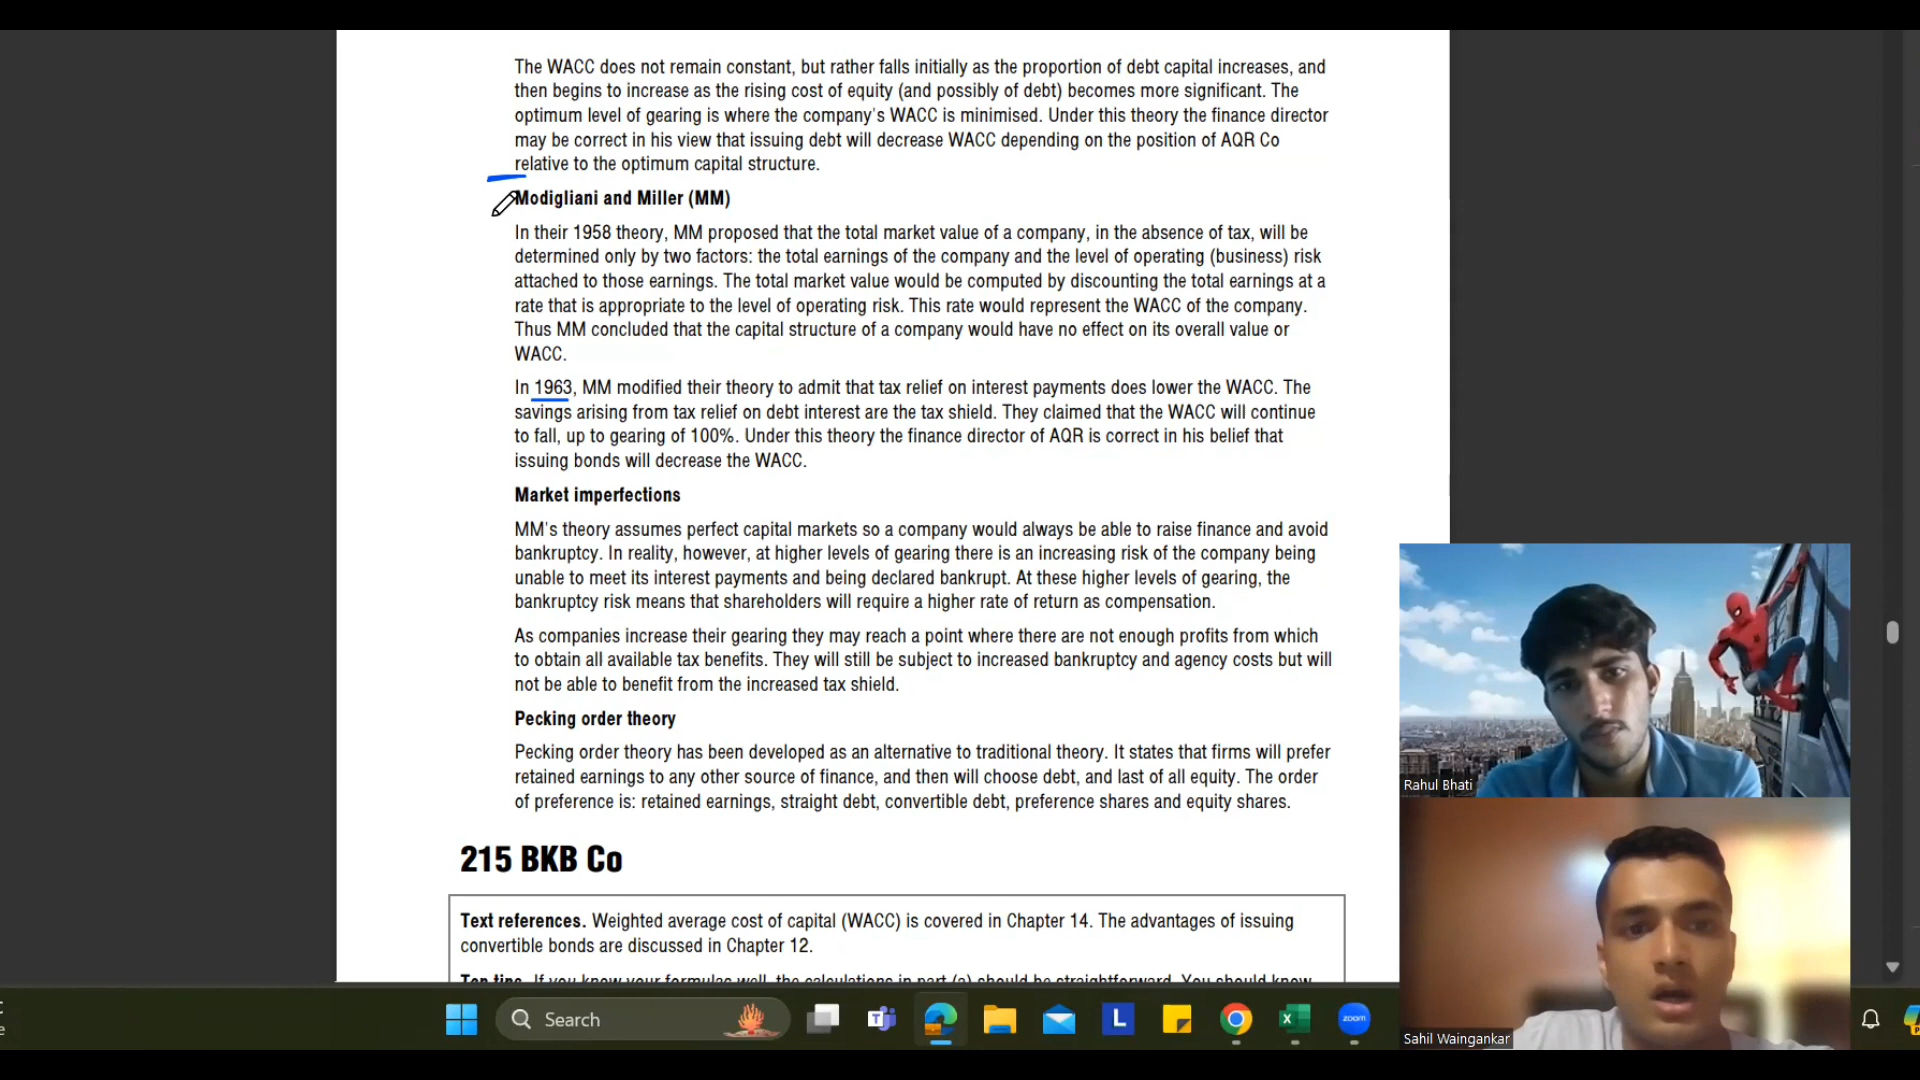 The WACC does not remain constant, but rather falls initially as the proportion of debt capital increases, and
then begins to increase as the rising cost of equity (and possibly of debt) becomes more significant. The
optimum level of gearing is where the company's WACC is minimised. Under this theory the finance director
may be correct in his view that issuing debt will decrease WACC depending on the position of AQR Co
relative to the optimum capital structure.
Modigliani and Miller (MM)
In their 1958 theory, MM proposed that the total market value of a company, in the absence of tax, will be
determined only by two factors: the total earnings of the company and the level of operating (business) risk
attached to those earnings. The total market value would be computed by discounting the total earnings at a
rate that is appropriate to the level of operating risk. This rate would represent the WACC of the company.
Thus MM concluded that the capital structure of a company would have no effect on its overall value or
WACC.
In 1963, MM modified their theory to admit that tax relief on interest payments does lower the WACC. The
savings arising from tax relief on debt interest are the tax shield. They claimed that the WACC will continue
to fall, up to gearing of 100%. Under this theory the finance director of AQR is correct in his belief that
issuing bonds will decrease the WACC.
Market imperfections
MM's theory assumes perfect capital markets so a company would always be able to raise finance and avoid
bankruptcy. In reality, however, at higher levels of gearing there is an increasing risk of the company being
unable to meet its interest payments and being declared bankrupt. At these higher levels of gearing, the
bankruptcy risk means that shareholders will require a higher rate of return as compensation.
As companies increase their gearing they may reach a point where there are not enough profits from which
to obtain all available tax benefits. They will still be subject to increased bankruptcy and agency costs but will
not be able to benefit from the increased tax shield.
Pecking order theory
Pecking order theory has been developed as an alternative to traditional theory. It states that firms will prefer
retained earnings to any other source of finance, and then will choose debt, and last of all equity. The order
of preference is: retained earnings, straight debt, convertible debt, preference shares and equity shares.
215 BKB Co
Text references. Weighted average cost of capital (WACC) is covered in Chapter 14. The advantages of issuing
convertible bonds are discussed in Chapter 12.
Top tips. If you know your formulas well, the calculations in part (a) should be straightforward. You should know
Rahul Bhati
Sahil Waingankar
Search
zoom